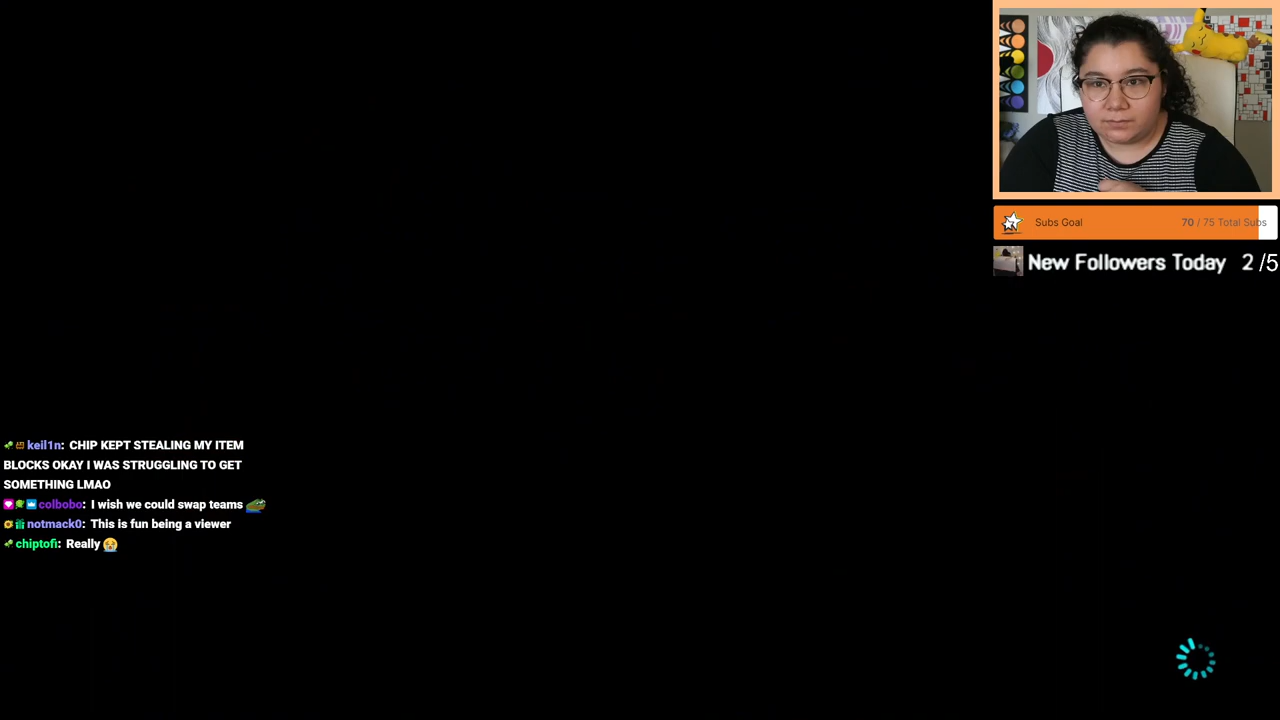 Subs Goal 70 / 75 Total Subs
New Followers Today 2 /5
keil1n: CHIP KEPT STEALING MY ITEM
BLOCKS OKAY I WAS STRUGGLING TO GET
SOMETHING LMAO
colbobo: I wish we could swap teams
notmack0: This is fun being a viewer
chiptofi: Really